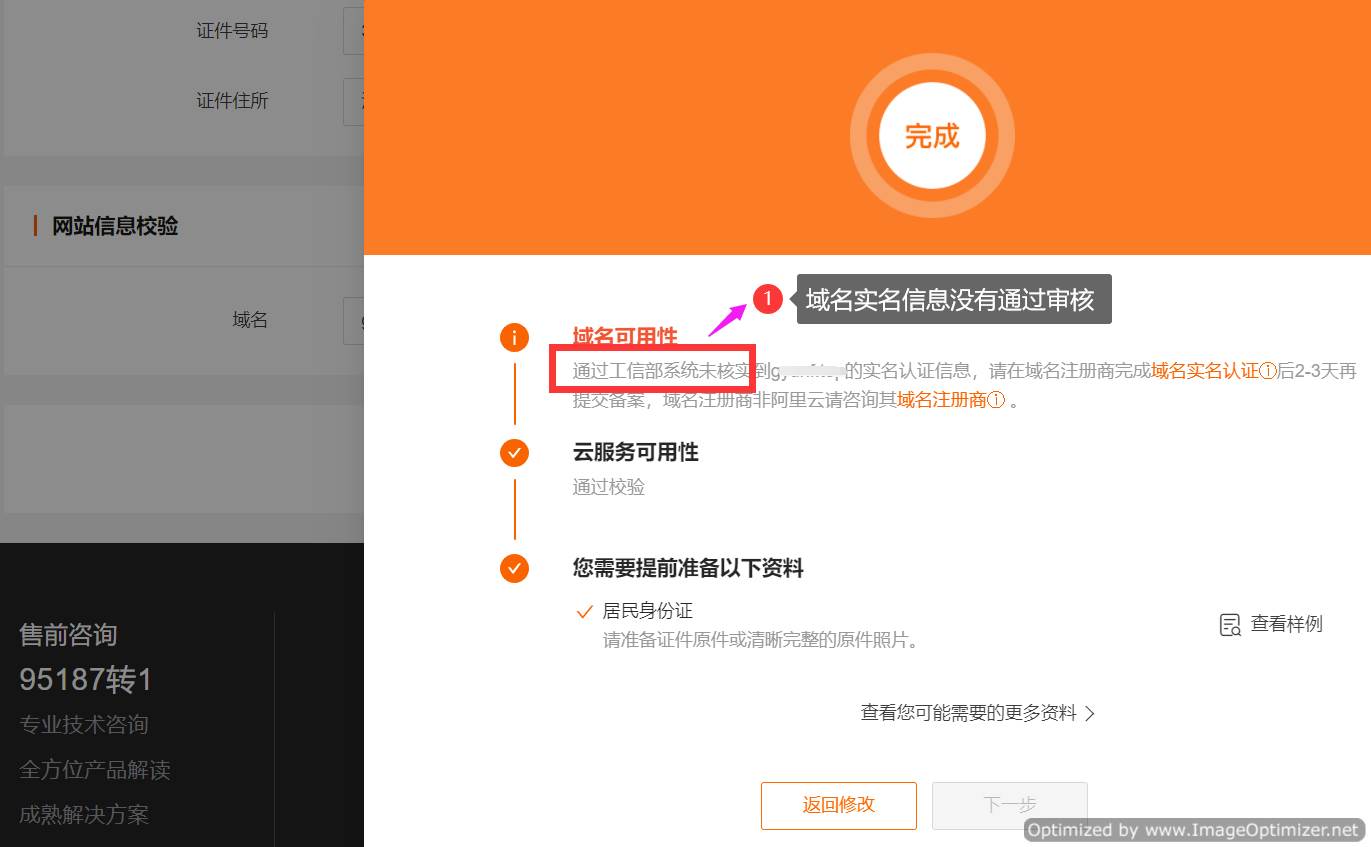 证件号码
证件住所
网站信息校验
域名
售前咨询
95187转1
专业技术咨询
全方位产品解读
成熟解决方案
完成
1 域名实名信息没有通过审核
域名可用性
通过工信部系统未核实到 的实名认证信息，请在域名注册商完成域名实名认证后2-3天再
提交备案，域名注册商非阿里云请咨询其域名注册商 。
云服务可用性
通过校验
您需要提前准备以下资料
居民身份证
请准备证件原件或清晰完整的原件照片。
查看样例
查看您可能需要的更多资料
返回修改
下一步
Optimized by www.ImageOptimizer.net